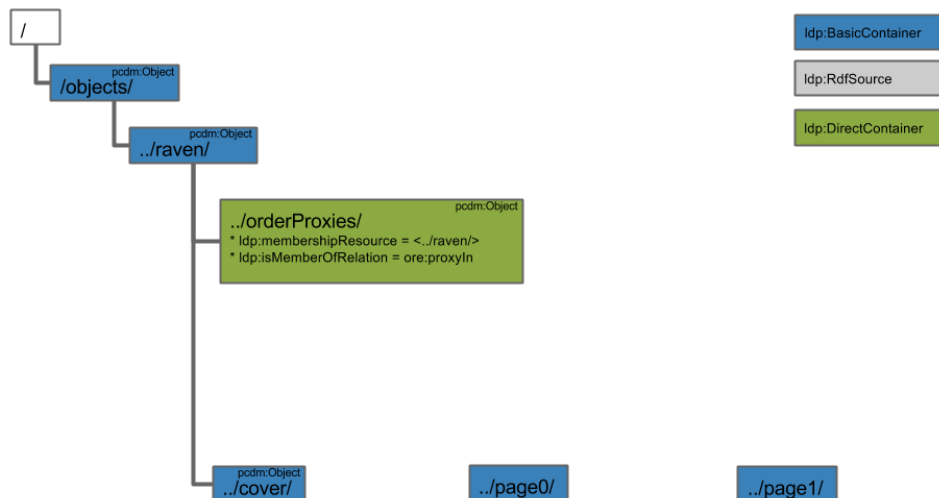 /
ldp:BasicContainer
pcdm:Object
/objects/
ldp:RdfSource
ldp:DirectContainer
pcdm:Object
../raven/
pcdm:Object
../orderProxies/
* ldp:membershipResource = <../raven/>
* ldp:isMemberOfRelation = ore:proxyIn
pcdm:Object
../cover/
../page0/
../page1/